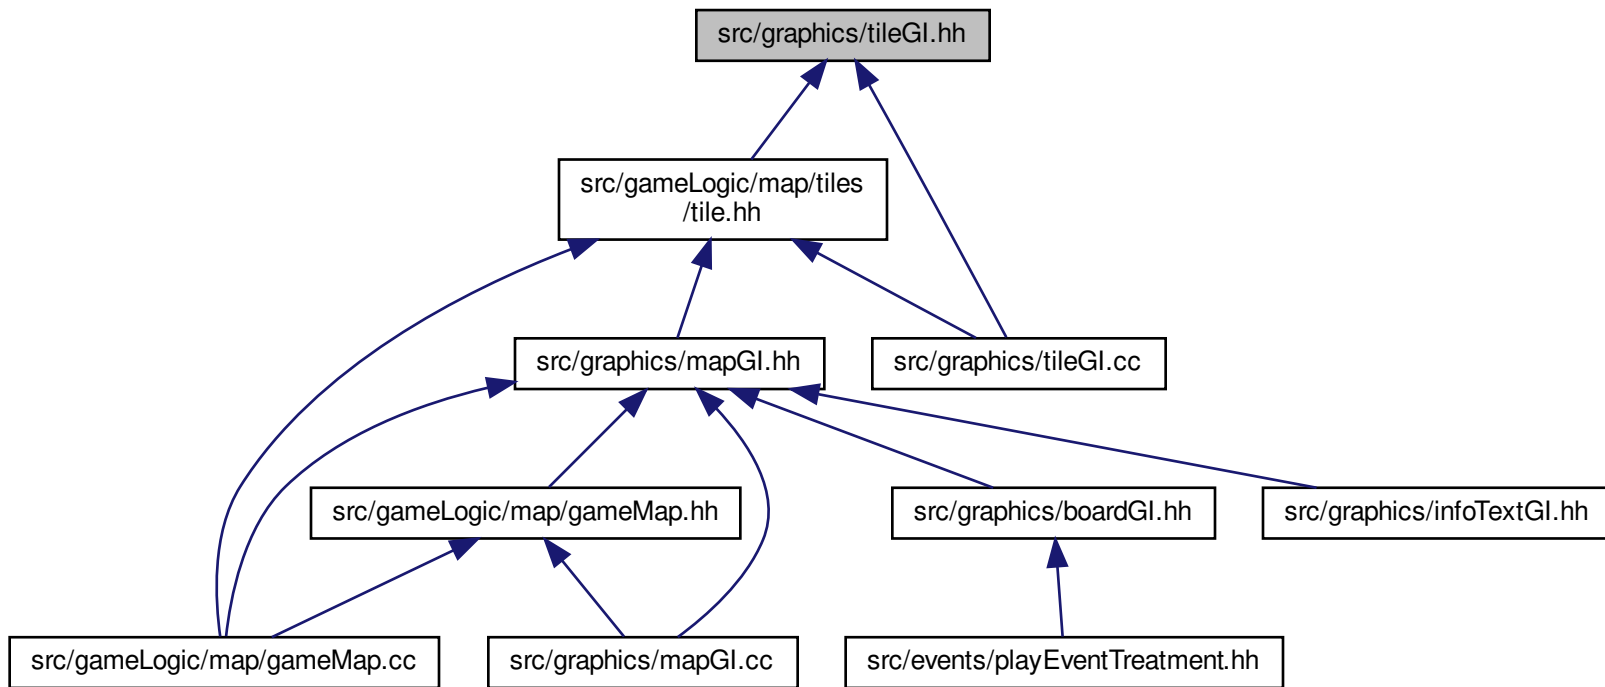 src/graphics/tileGI.hh
src/gameLogic/map/tiles
/tile.hh
src/graphics/mapGI.hh
src/graphics/tileGI.cc
src/gameLogic/map/gameMap.hh
src/graphics/boardGI.hh
src/graphics/infoTextGI.hh
src/gameLogic/map/gameMap.cc
src/graphics/mapGI.cc
src/events/playEventTreatment.hh